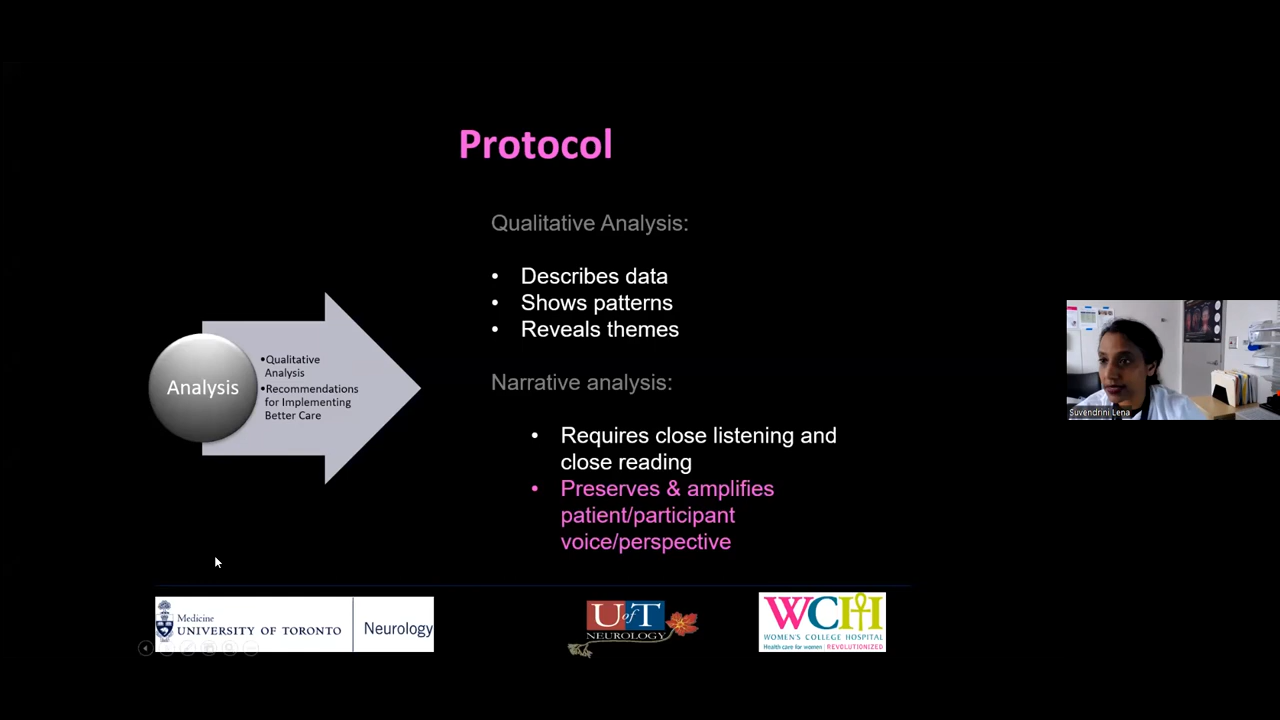 Protocol
Qualitative Analysis:
• Describes data
• Shows patterns
• Reveals themes
Narrative analysis:
• Requires close listening and
close reading
• Preserves & amplifies
patient/participant
voice/perspective
Analysis
•Qualitative
Analysis
•Recommendations
for Implementing
Better Care
Suvendrini Lena
Medicine
UNIVERSITY OF TORONTO
Neurology
U of T
NEUROLOGY
WCH
WOMEN'S COLLEGE HOSPITAL
Health care for women | REVOLUTIONIZED